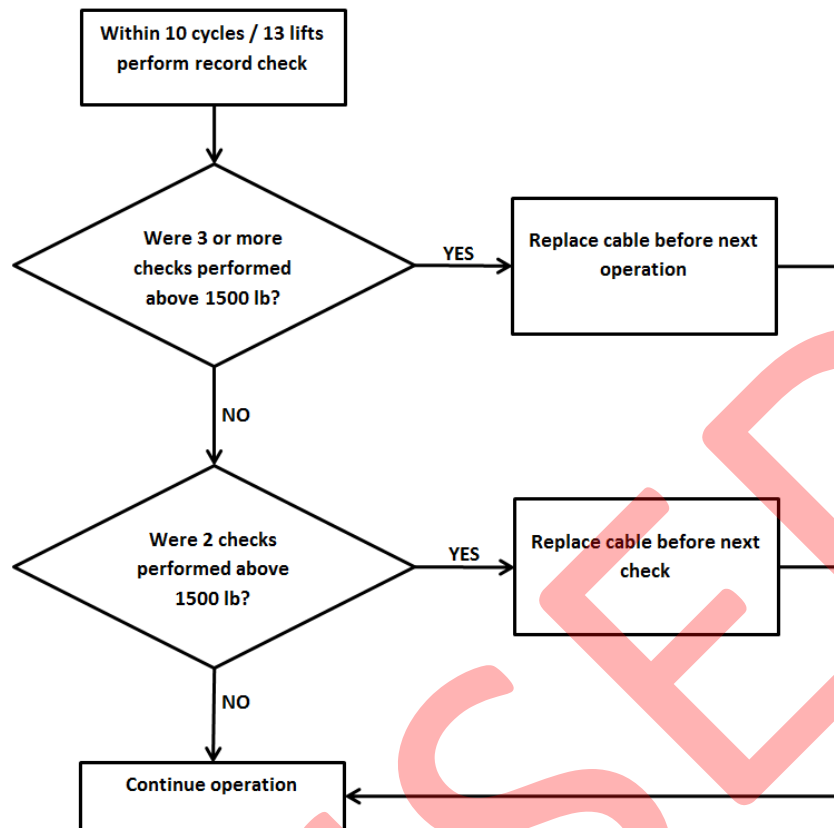 Within 10 cycles / 13 lifts
perform record check
Were 3 or more
checks performed
above 1500 lb?
YES
Replace cable before next
operation
NO
Were 2 checks
performed above
1500 lb?
YES
Replace cable before next
check
NO
Continue operation